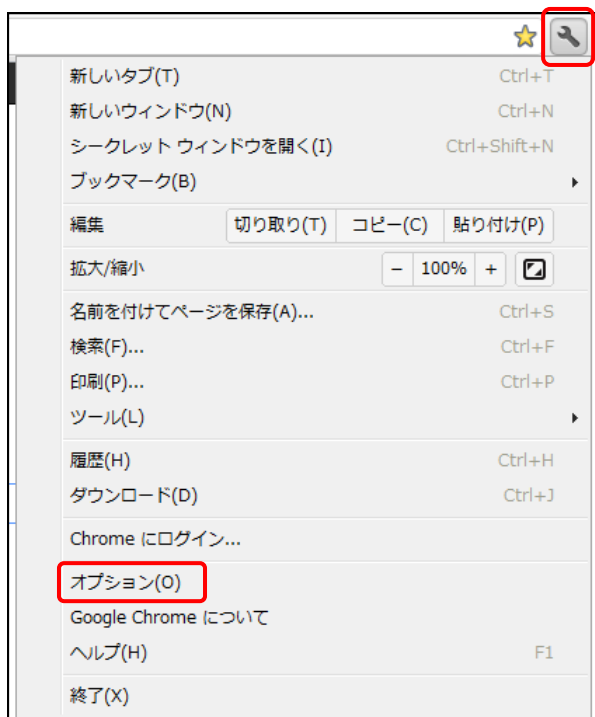 新しいタブ(T) Ctrl+T
新しいウィンドウ(N) Ctrl+N
シークレット ウィンドウを開く(I) Ctrl+Shift+N
ブックマーク(B)
編集 切り取り(T) コピー(C) 貼り付け(P)
拡大/縮小 − 100% +
名前を付けてページを保存(A)... Ctrl+S
検索(F)... Ctrl+F
印刷(P)... Ctrl+P
ツール(L)
履歴(H) Ctrl+H
ダウンロード(D) Ctrl+J
Chrome にログイン...
オプション(O)
Google Chrome について
ヘルプ(H) F1
終了(X)